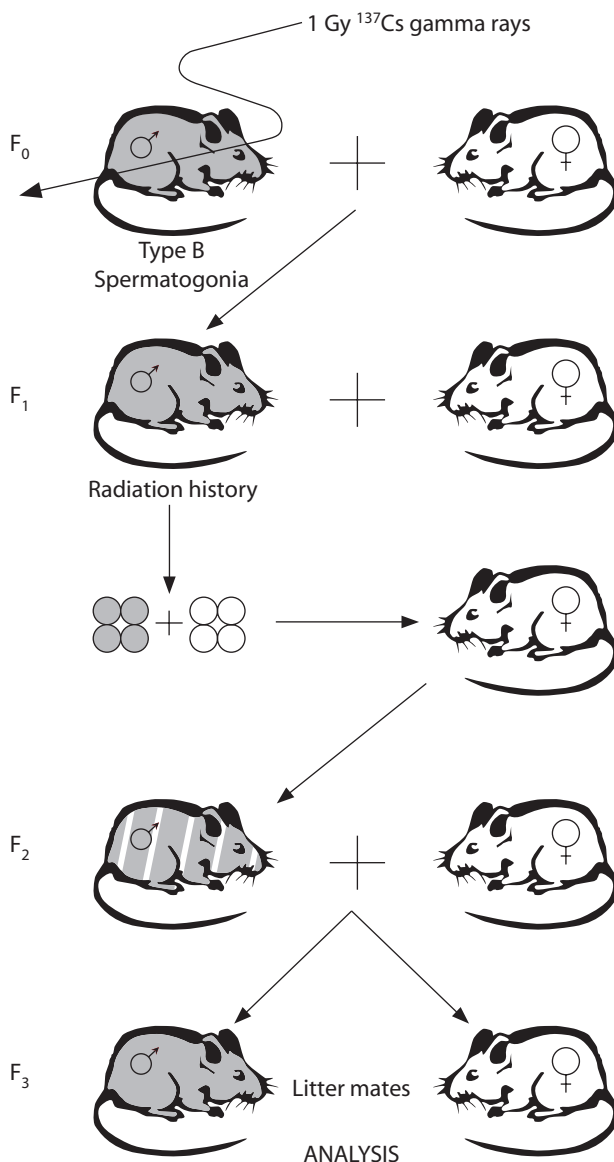 1 Gy ¹³⁷Cs gamma rays
F₀
Type B
Spermatogonia
F₁
Radiation history
F₂
F₃
Litter mates
ANALYSIS